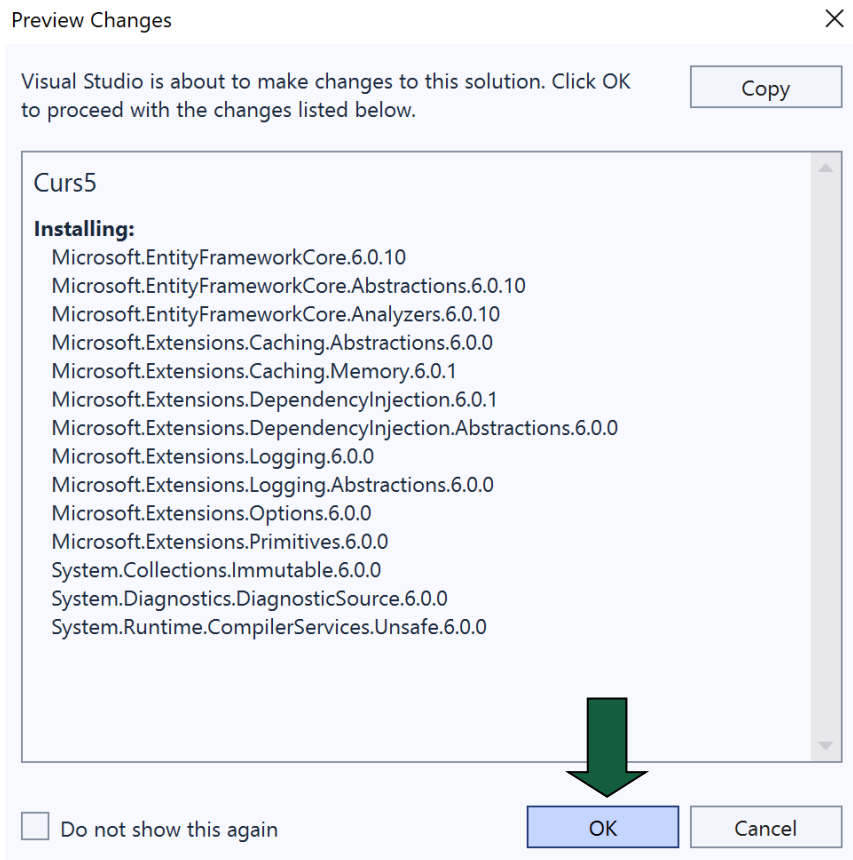 Preview Changes
Visual Studio is about to make changes to this solution. Click OK
to proceed with the changes listed below.
Copy
Curs5
Installing:
Microsoft.EntityFrameworkCore.6.0.10
Microsoft.EntityFrameworkCore.Abstractions.6.0.10
Microsoft.EntityFrameworkCore.Analyzers.6.0.10
Microsoft.Extensions.Caching.Abstractions.6.0.0
Microsoft.Extensions.Caching.Memory.6.0.1
Microsoft.Extensions.DependencyInjection.6.0.1
Microsoft.Extensions.DependencyInjection.Abstractions.6.0.0
Microsoft.Extensions.Logging.6.0.0
Microsoft.Extensions.Logging.Abstractions.6.0.0
Microsoft.Extensions.Options.6.0.0
Microsoft.Extensions.Primitives.6.0.0
System.Collections.Immutable.6.0.0
System.Diagnostics.DiagnosticSource.6.0.0
System.Runtime.CompilerServices.Unsafe.6.0.0
Do not show this again
OK
Cancel